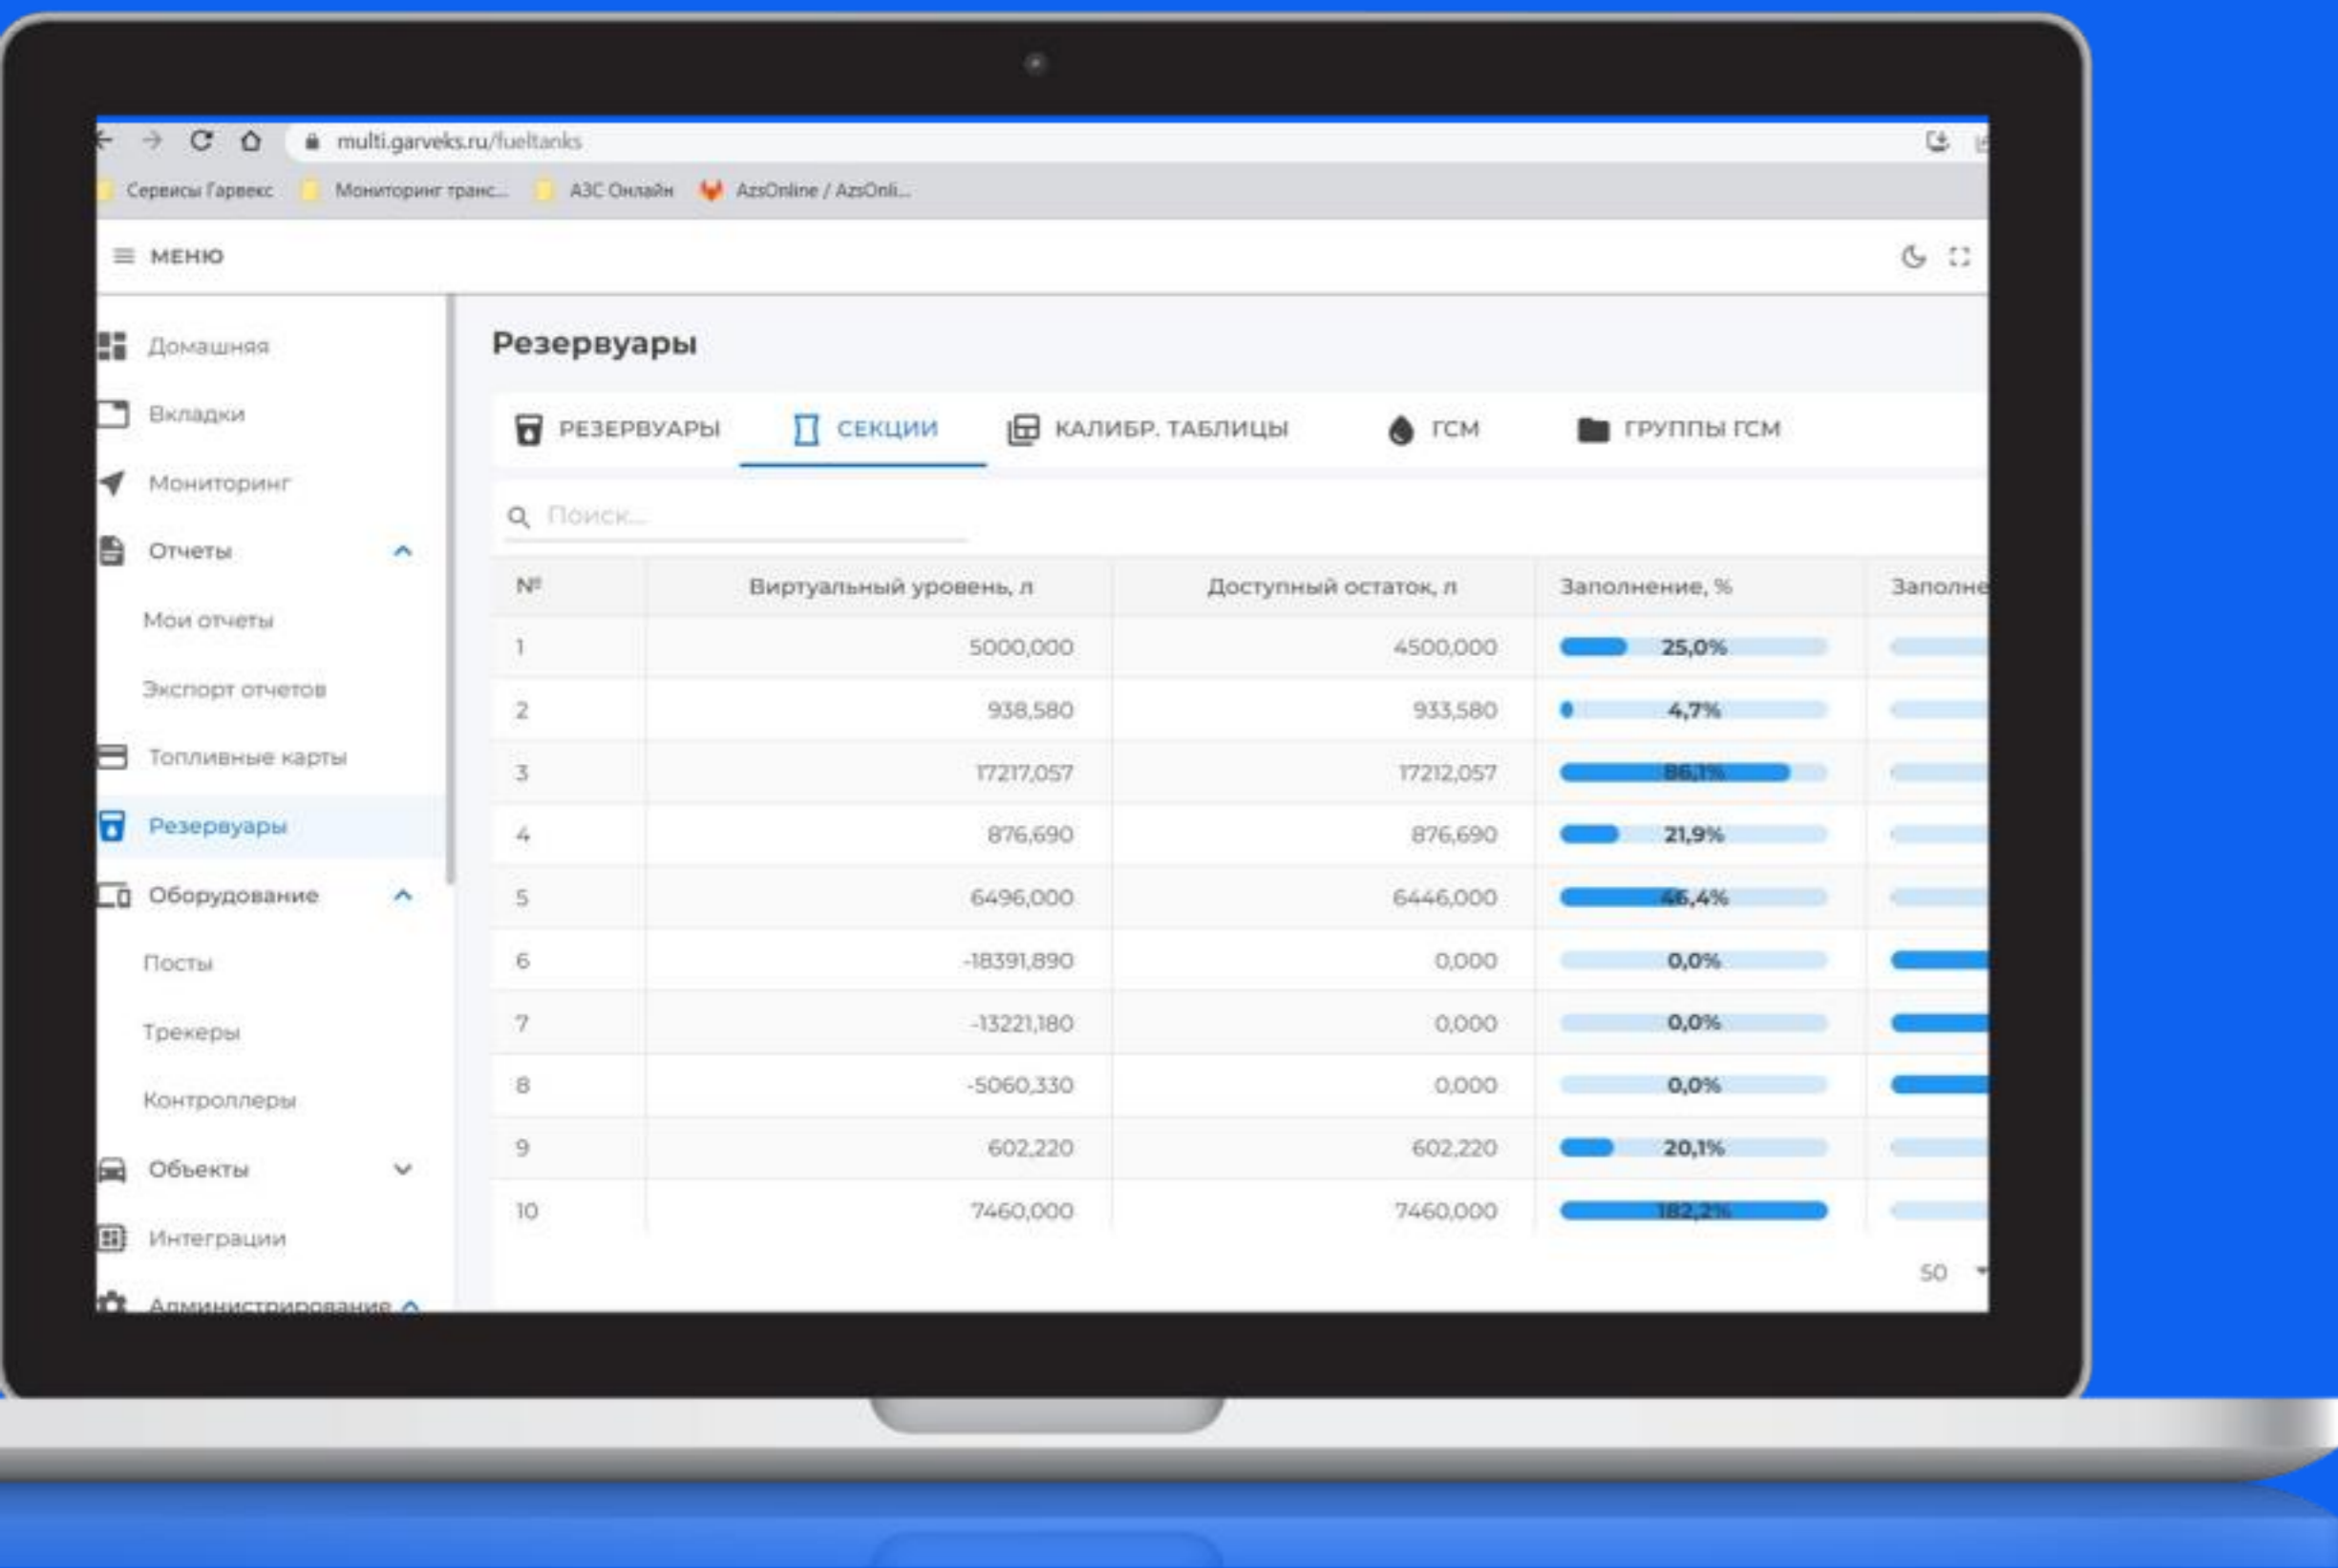 multi.garveks.ru/fueltanks
Сервисы Гарвекс Мониторинг транс... АЗС Онлайн AzsOnline / AzsOnli...
МЕНЮ
Домашняя
Вкладки
Мониторинг
Отчеты
Мои отчеты
Экспорт отчетов
Топливные карты
Резервуары
Оборудование
Посты
Трекеры
Контроллеры
Объекты
Интеграции
Администрирование
Резервуары
РЕЗЕРВУАРЫ СЕКЦИИ КАЛИБР. ТАБЛИЦЫ ГСМ ГРУППЫ ГСМ
Поиск...
№ Виртуальный уровень, л Доступный остаток, л Заполнение, % Заполне
1 5000,000 4500,000 25,0%
2 938,580 933,580 4,7%
3 17217,057 17212,057 86,1%
4 876,690 876,690 21,9%
5 6496,000 6446,000 46,4%
6 -18391,890 0,000 0,0%
7 -13221,180 0,000 0,0%
8 -5060,330 0,000 0,0%
9 602,220 602,220 20,1%
10 7460,000 7460,000 182,2%
50